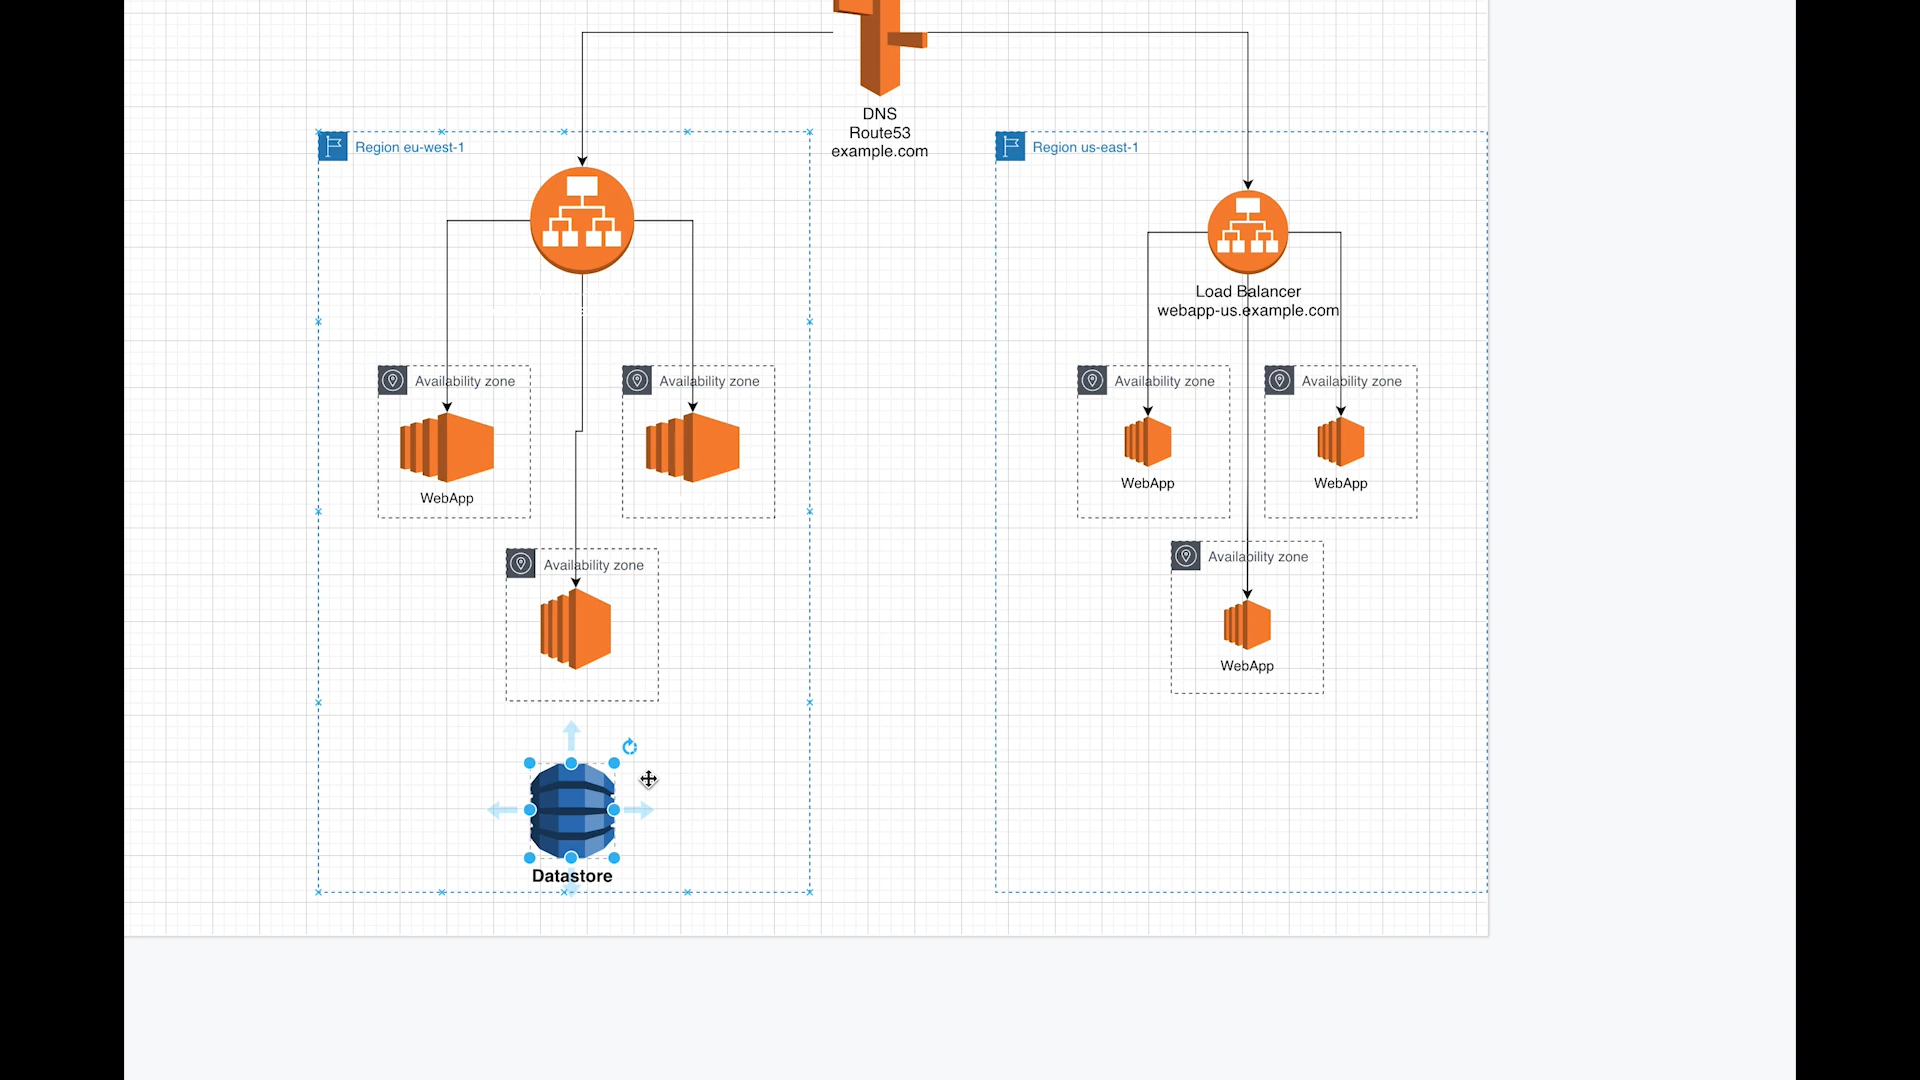 DNS
Route53
example.com
Region eu-west-1
Region us-east-1
Load Balancer
webapp-us.example.com
Availability zone
Availability zone
Availability zone
Availability zone
WebApp
WebApp
WebApp
Availability zone
Availability zone
WebApp
Datastore